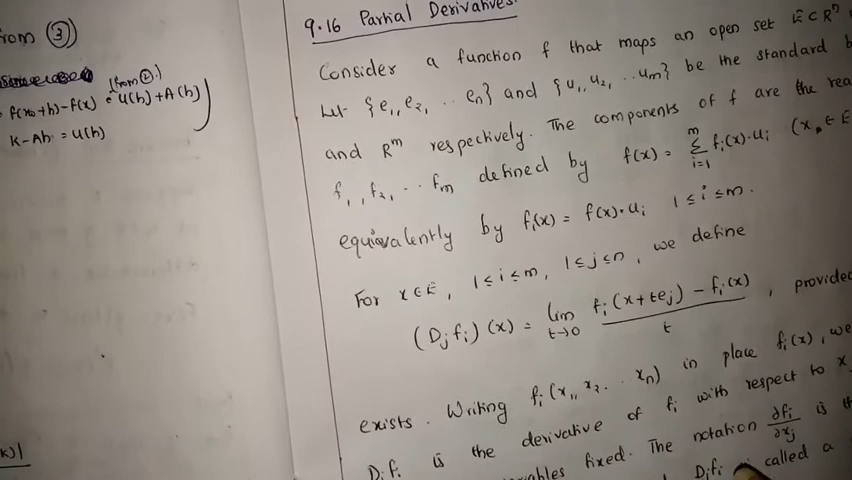 from (3)
(from 2.)
f(x₀+h)-f(x) = u(h)+A(h)
K-Ah = u(h)
9.16 Partial Derivatives.
Consider a function f that maps an open set E⊂Rⁿ
Let {e₁, e₂, .. eₙ} and {u₁, u₂, .. uₘ} be the standard
and Rᵐ respectively. The components of f are the
f₁, f₂, .. fₘ defined by f(x) = Σᵢ₌₁ᵐ fᵢ(x)·uᵢ (x ∈ E
equivalently by fᵢ(x) = f(x)·uᵢ 1≤i≤m.
For x∈E, 1≤i≤m, 1≤j≤n, we define
(Dⱼfᵢ)(x) = lim t→0 (fᵢ(x+teⱼ) - fᵢ(x))/t, provided
exists. Writing fᵢ(x₁, x₂ .. xₙ) in place fᵢ(x), we
Dⱼfᵢ is the derivative of fᵢ with respect to x
fixed. The notation ∂fᵢ/∂xⱼ is
Dⱼfᵢ called a